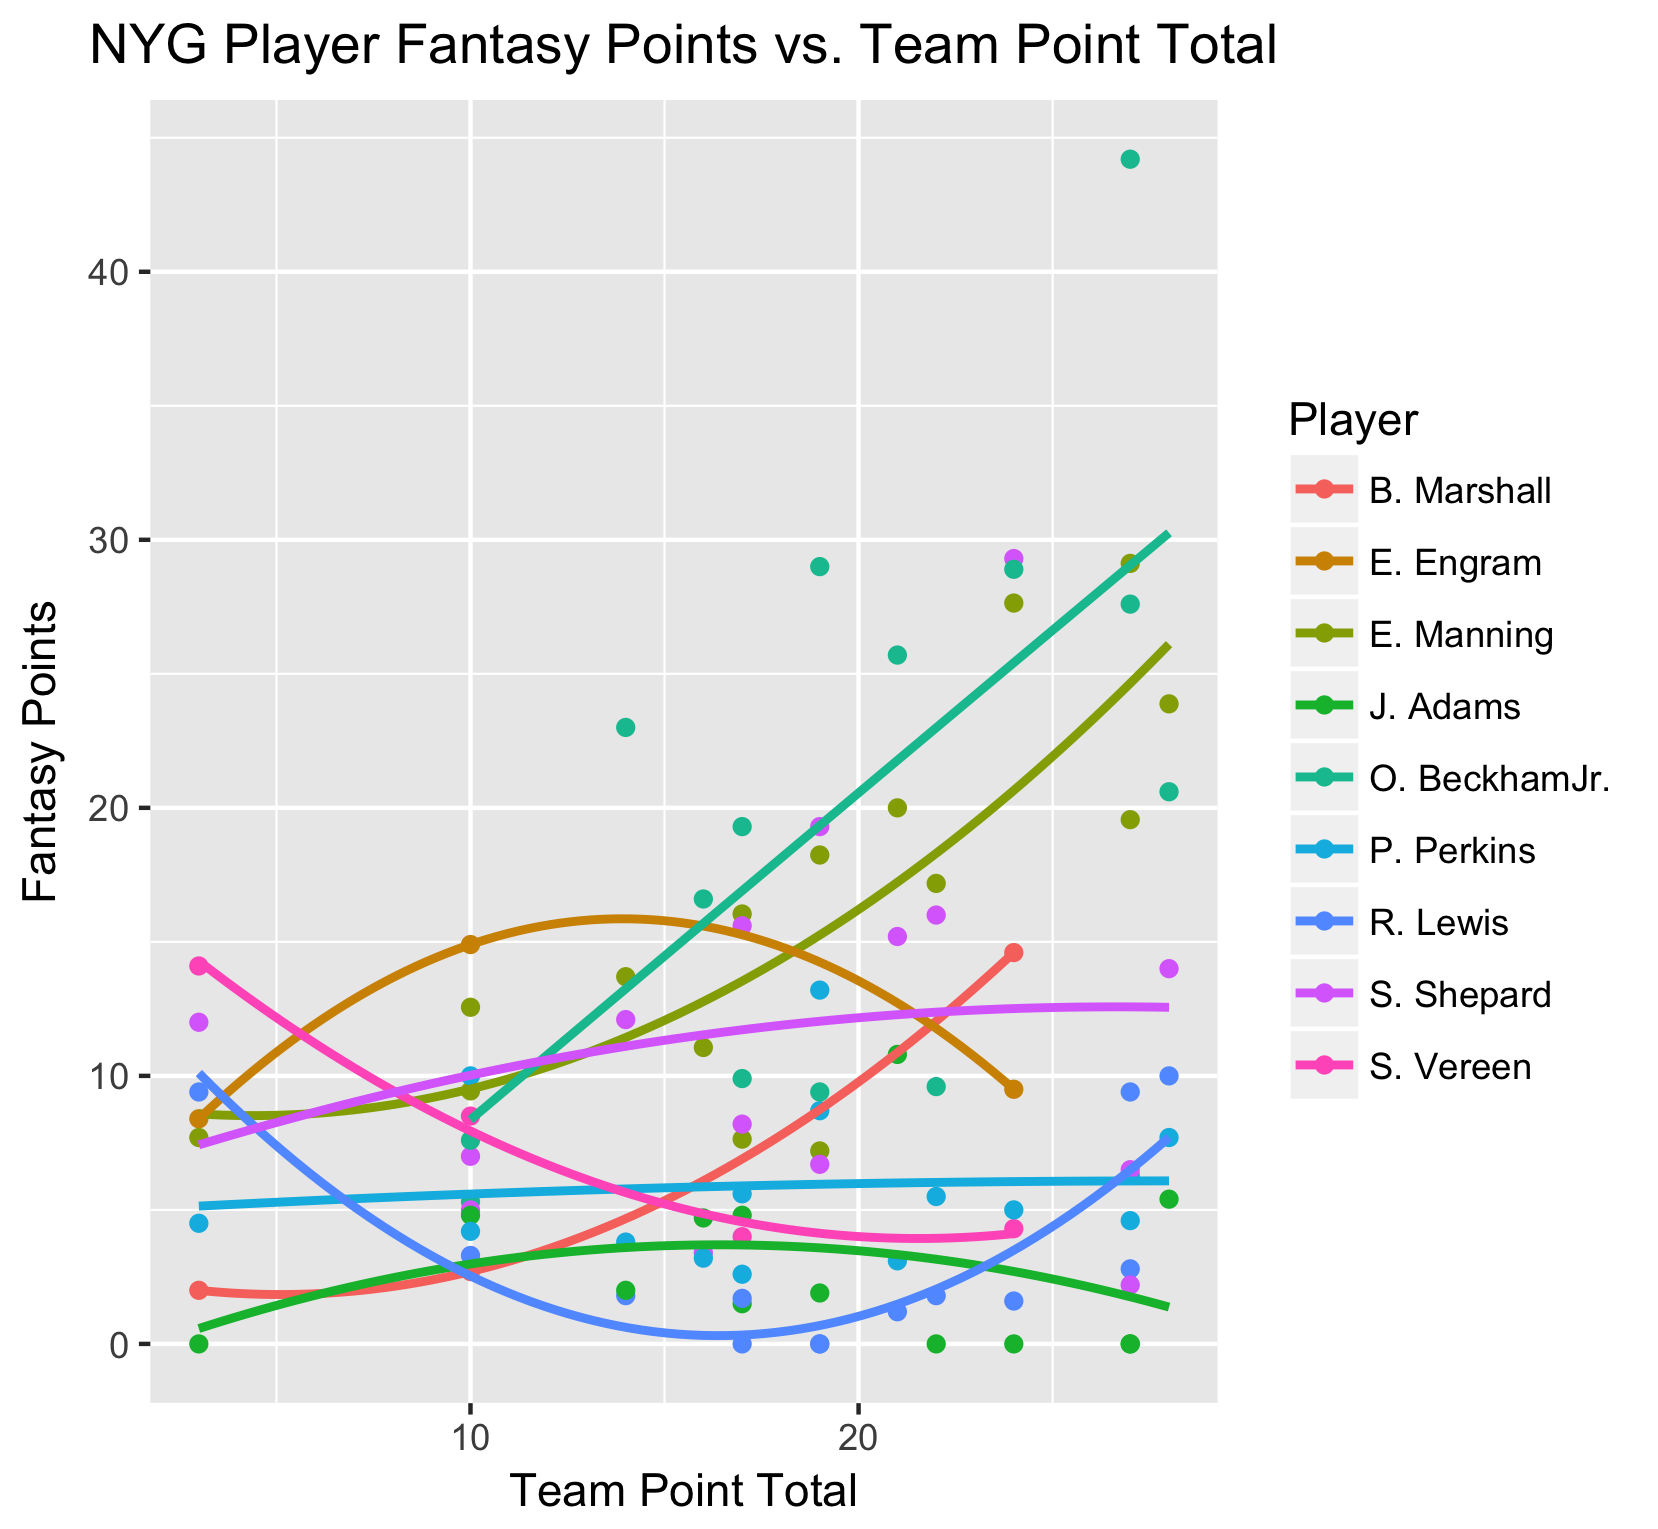 NYG Player Fantasy Points vs. Team Point Total
Fantasy Points
40
30
20
10
0
10
20
Team Point Total
Player
B. Marshall
E. Engram
E. Manning
J. Adams
O. BeckhamJr.
P. Perkins
R. Lewis
S. Shepard
S. Vereen